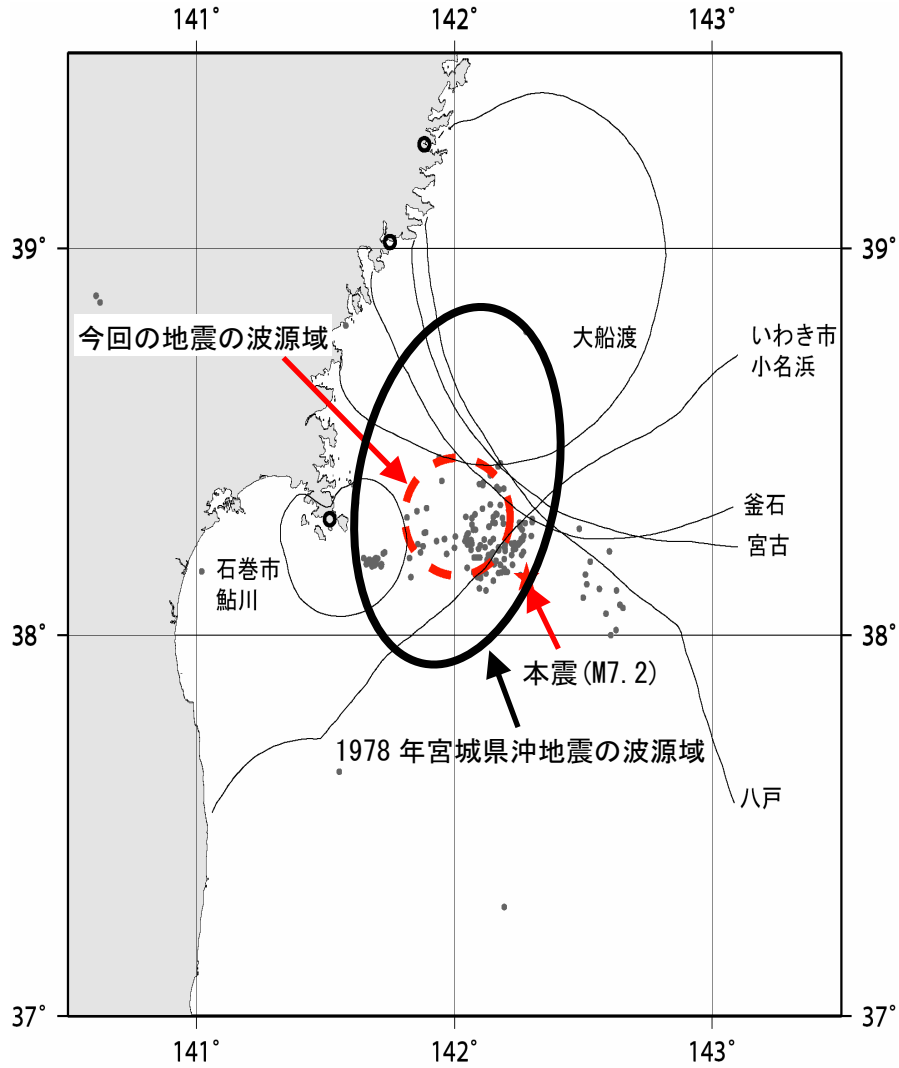 141°
142°
143°
39°
39°
大船渡
いわき市
小名浜
今回の地震の波源域
釜石
宮古
石巻市
鮎川
38°
38°
本震(M7.2)
1978 年宮城県沖地震の波源域
八戸
37°
37°
141°
142°
143°